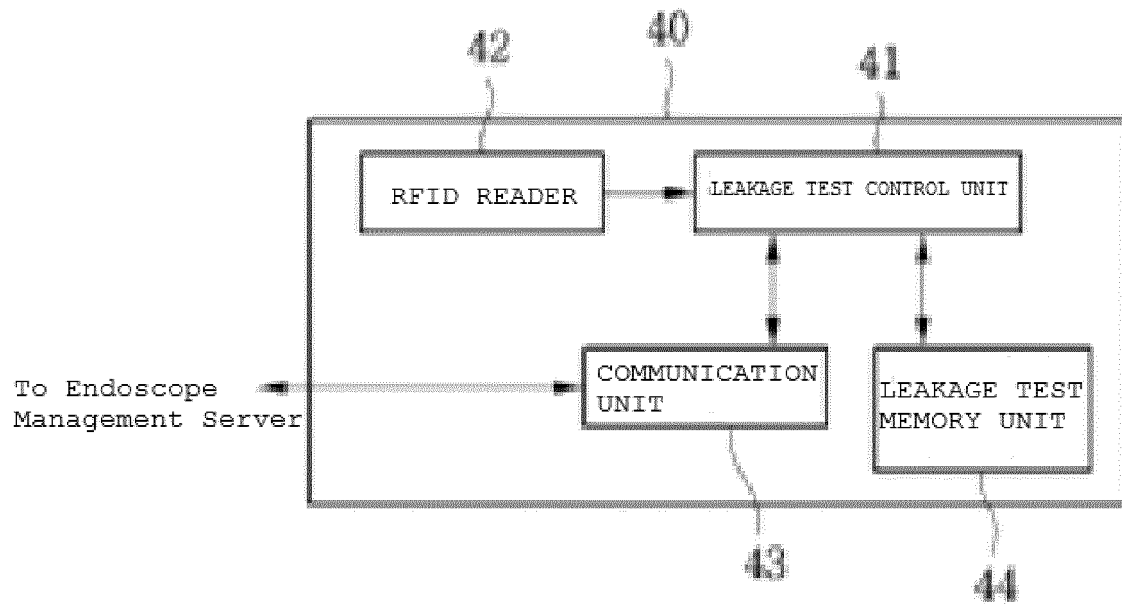 42
40
41
RFID READER
LEAKAGE TEST CONTROL UNIT
To Endoscope
Management Server
COMMUNICATION
UNIT
LEAKAGE TEST
MEMORY UNIT
43
44